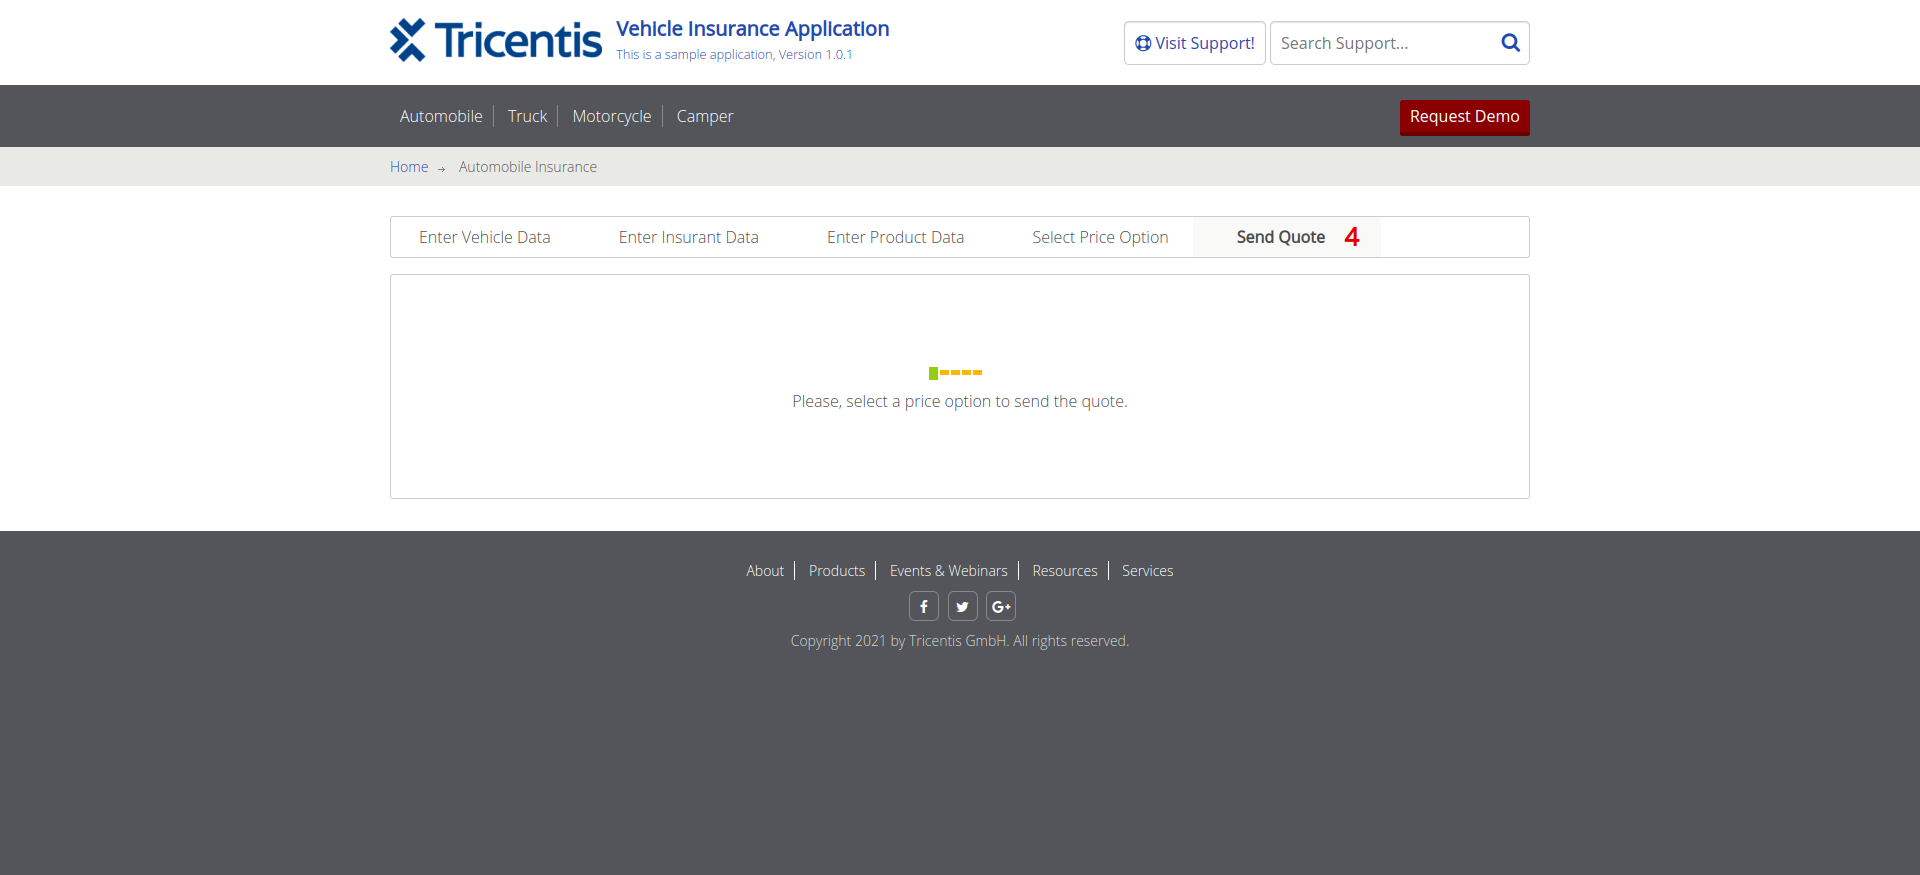 Tricentis
Vehicle Insurance Application
This is a sample application, Version 1.0.1
Visit Support!
Search Support...
Automobile
Truck
Motorcycle
Camper
Request Demo
Home
Automobile Insurance
Enter Vehicle Data
Enter Insurant Data
Enter Product Data
Select Price Option
Send Quote 4
Please, select a price option to send the quote.
About
Products
Events & Webinars
Resources
Services
Copyright 2021 by Tricentis GmbH. All rights reserved.